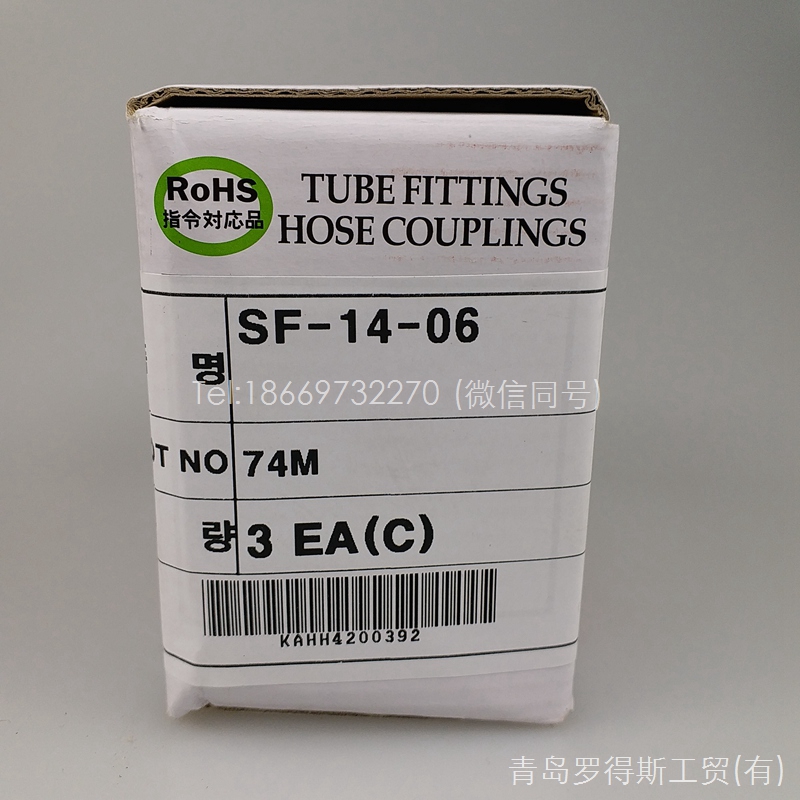 RoHS
指令対応品
TUBE FITTINGS
HOSE COUPLINGS
명
SF-14-06
Tel:18669732270 (微信同号)
NO
74M
량
3 EA(C)
KAHH4200392
青岛罗得斯工贸(有)